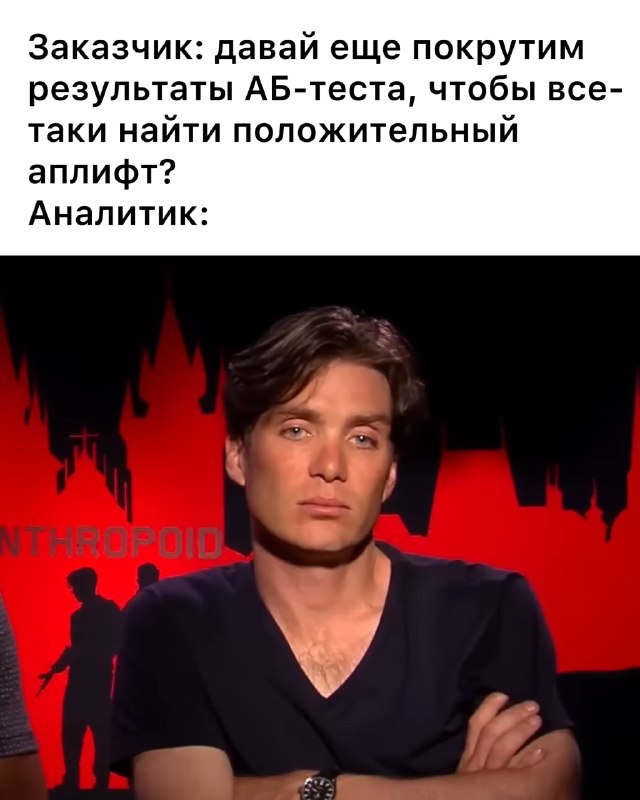 Заказчик: давай еще покрутим
результаты АБ-теста, чтобы все-
таки найти положительный
аплифт?
Аналитик:
NTHROPOID